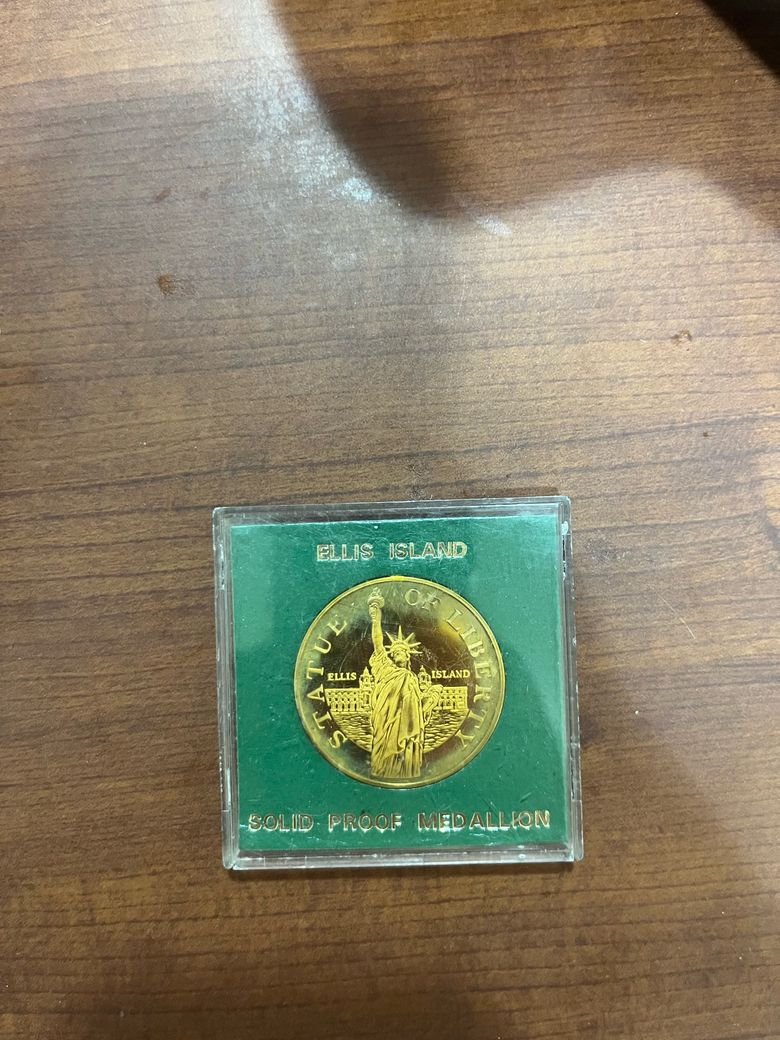 ELLIS ISLAND
STATUE OF LIBERTY
ELLIS ISLAND
SOLID PROOF MEDALLION